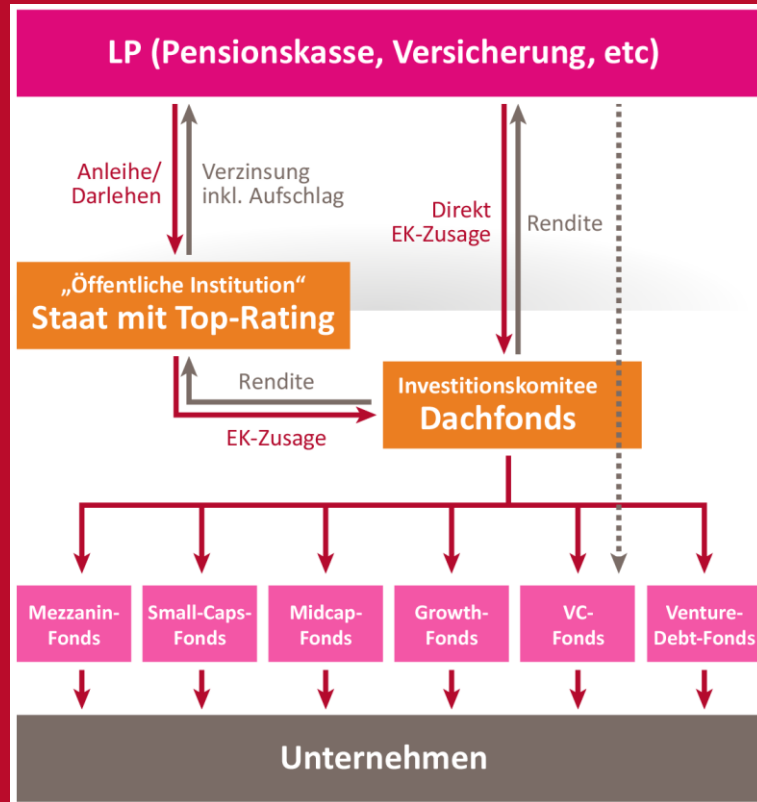 LP (Pensionskasse, Versicherung, etc)
Anleihe/
Darlehen
Verzinsung
inkl. Aufschlag
Direkt
EK-Zusage
Rendite
„Öffentliche Institution“
Staat mit Top-Rating
Rendite
EK-Zusage
Investitionskomitee
Dachfonds
Mezzanin-
Fonds
Small-Caps-
Fonds
Midcap-
Fonds
Growth-
Fonds
VC-
Fonds
Venture-
Debt-Fonds
Unternehmen